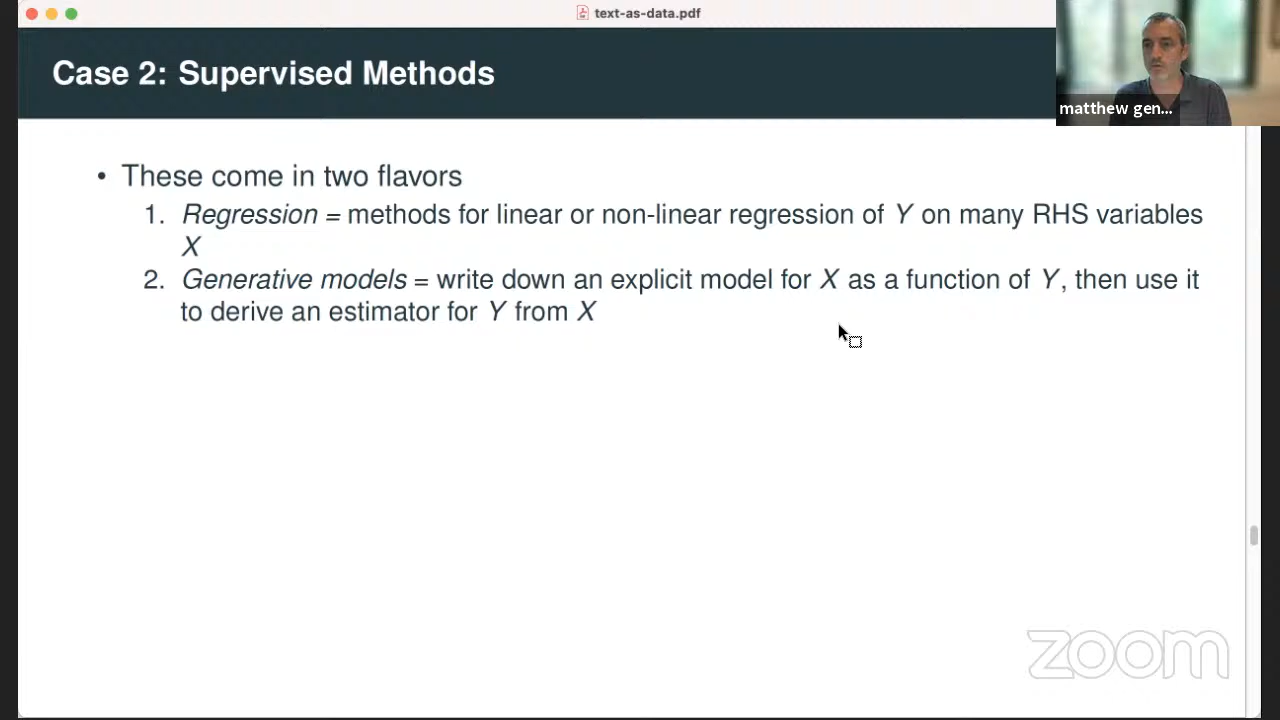 text-as-data.pdf
Case 2: Supervised Methods
matthew gen...
• These come in two flavors
1. Regression = methods for linear or non-linear regression of Y on many RHS variables
X
2. Generative models = write down an explicit model for X as a function of Y, then use it
to derive an estimator for Y from X
zoom